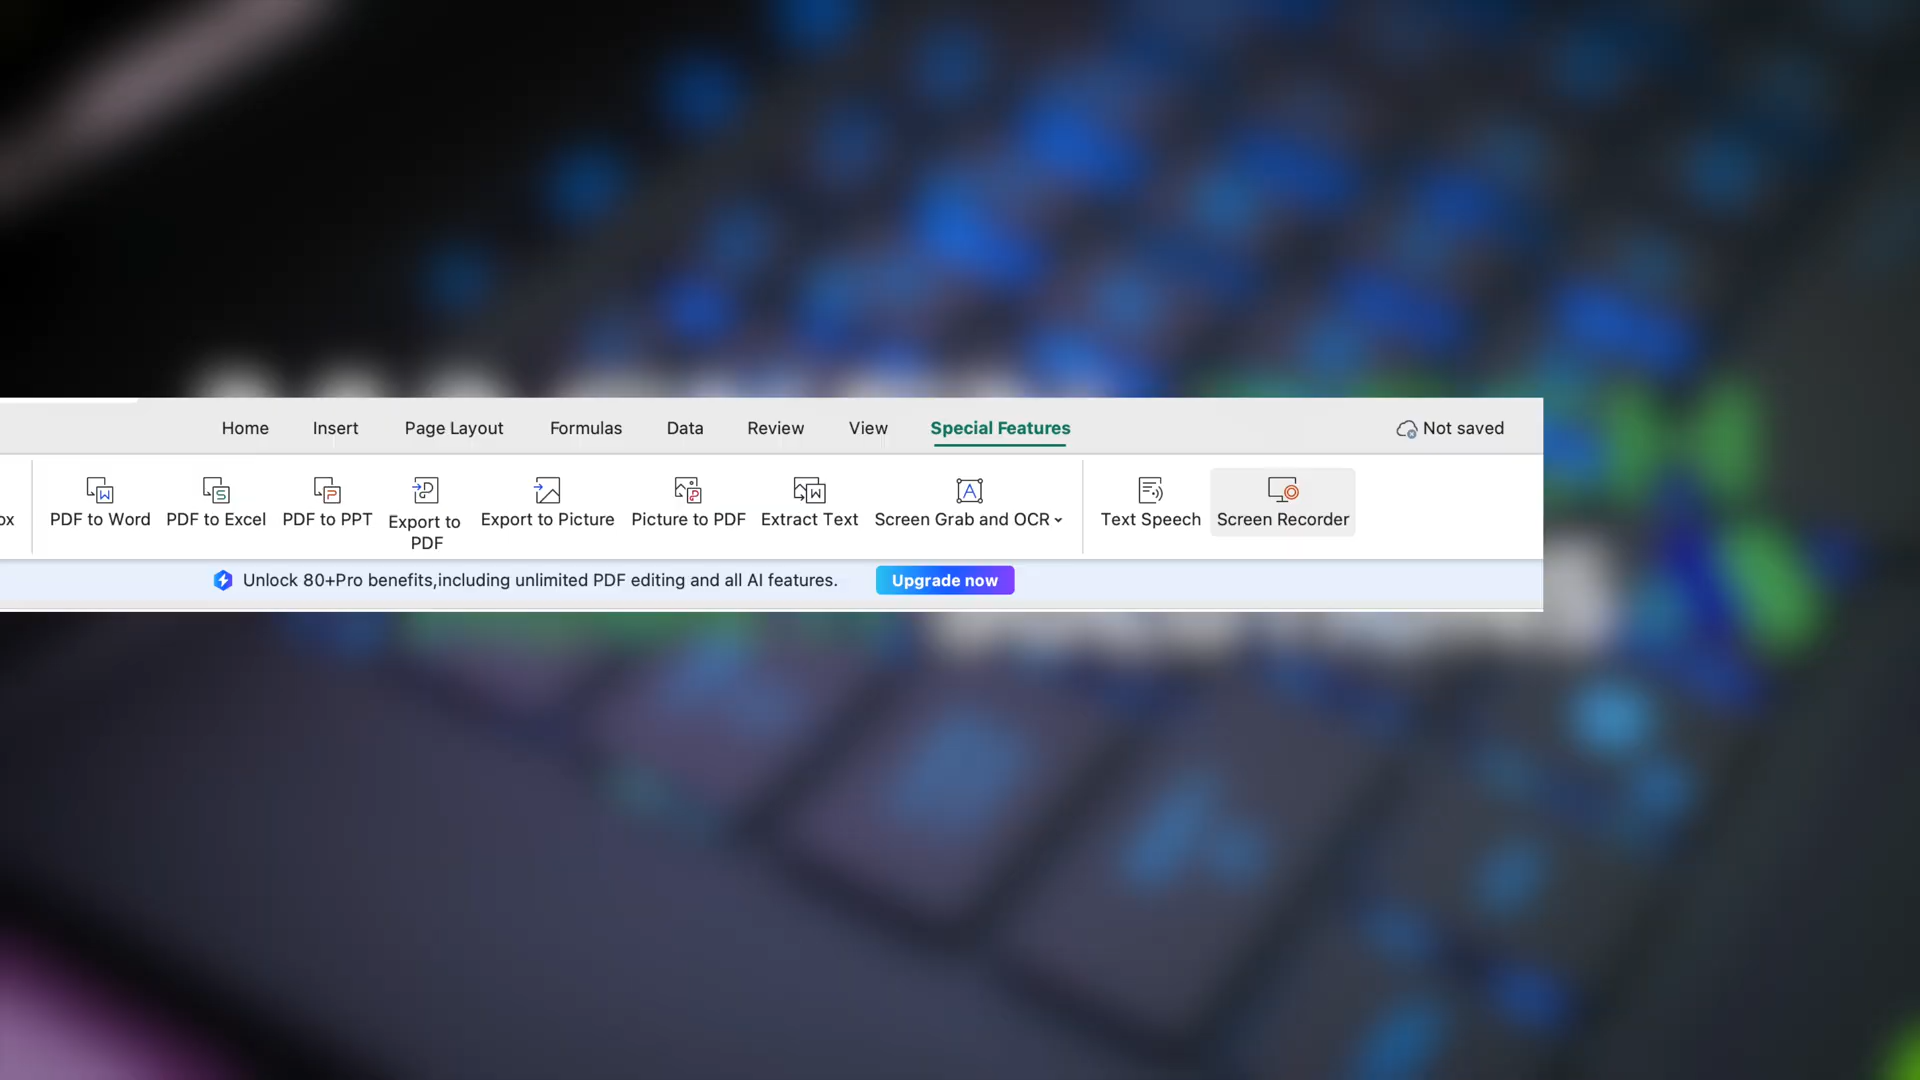 Home Insert Page Layout Formulas Data Review View Special Features Not saved
ox PDF to Word PDF to Excel PDF to PPT Export to PDF Export to Picture Picture to PDF Extract Text Screen Grab and OCR Text Speech Screen Recorder
Unlock 80+Pro benefits,including unlimited PDF editing and all AI features. Upgrade now